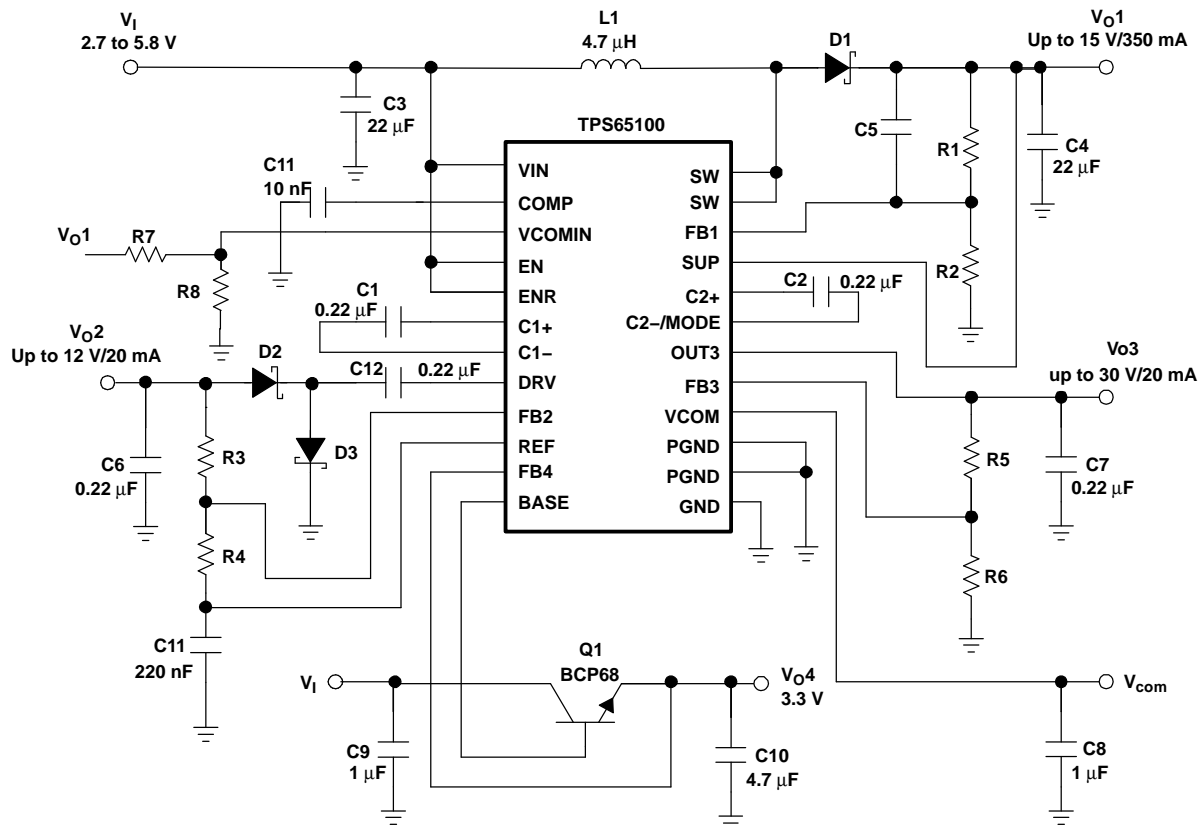 VI
2.7 to 5.8 V
L1
4.7 μH
D1
VO1
Up to 15 V/350 mA
C3
22 μF
TPS65100
C5
R1
C4
22 μF
C11
10 nF
VIN
COMP
VCOMIN
EN
ENR
C1+
C1−
DRV
FB2
REF
FB4
BASE
SW
SW
FB1
SUP
C2+
C2−/MODE
OUT3
FB3
VCOM
PGND
PGND
GND
VO1
R7
R8
R2
C1
0.22 μF
C2
0.22 μF
VO2
Up to 12 V/20 mA
D2
C12
0.22 μF
Vo3
up to 30 V/20 mA
C6
0.22 μF
R3
D3
R5
C7
0.22 μF
R4
R6
C11
220 nF
Q1
BCP68
VI
VO4
3.3 V
Vcom
C9
1 μF
C10
4.7 μF
C8
1 μF